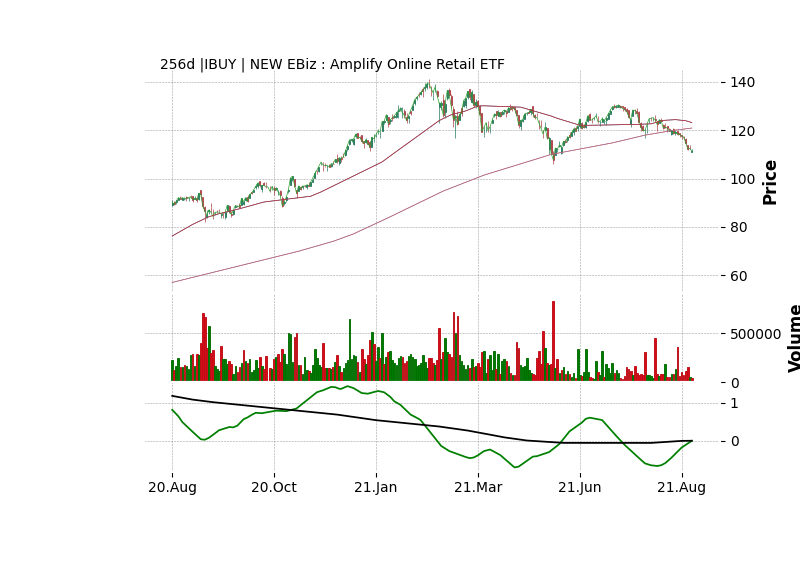 256d |IBUY | NEW EBiz : Amplify Online Retail ETF
140
120
100
80
60
Price
500000
0
Volume
1
0
20.Aug 20.Oct 21.Jan 21.Mar 21.Jun 21.Aug